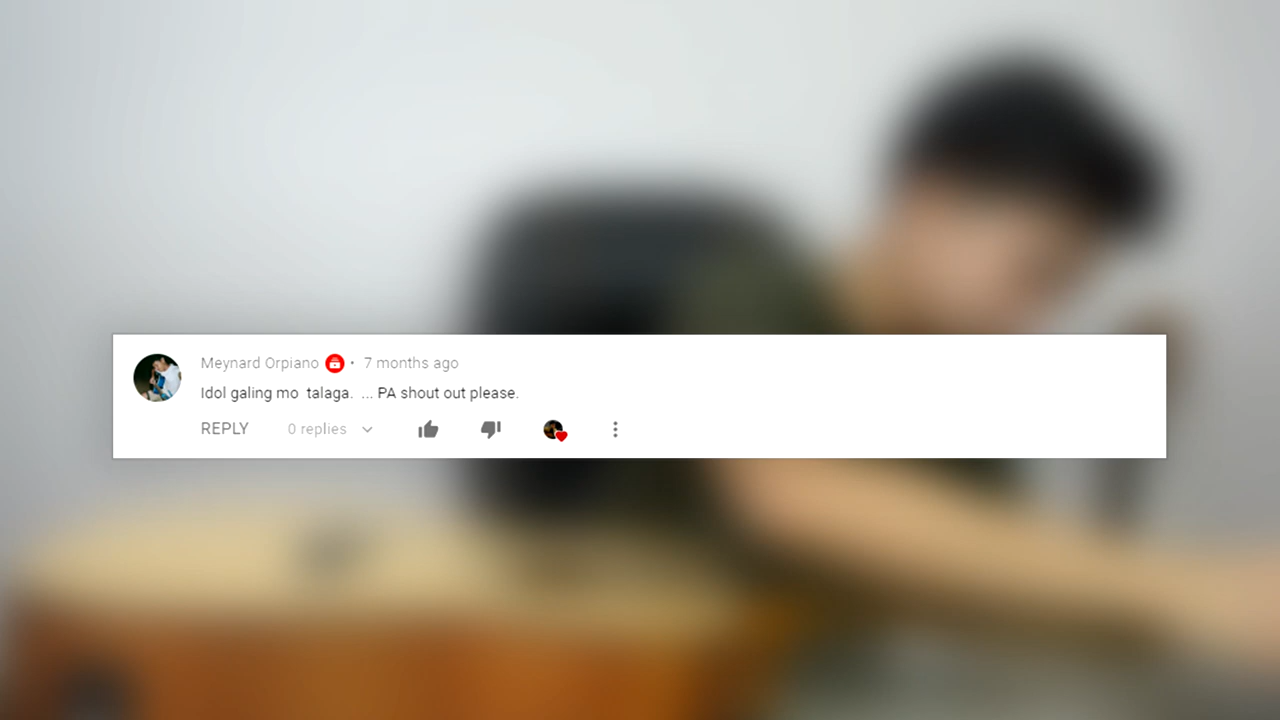 Meynard Orpiano · 7 months ago
Idol galing mo  talaga.  ... PA shout out please.
REPLY 0 replies